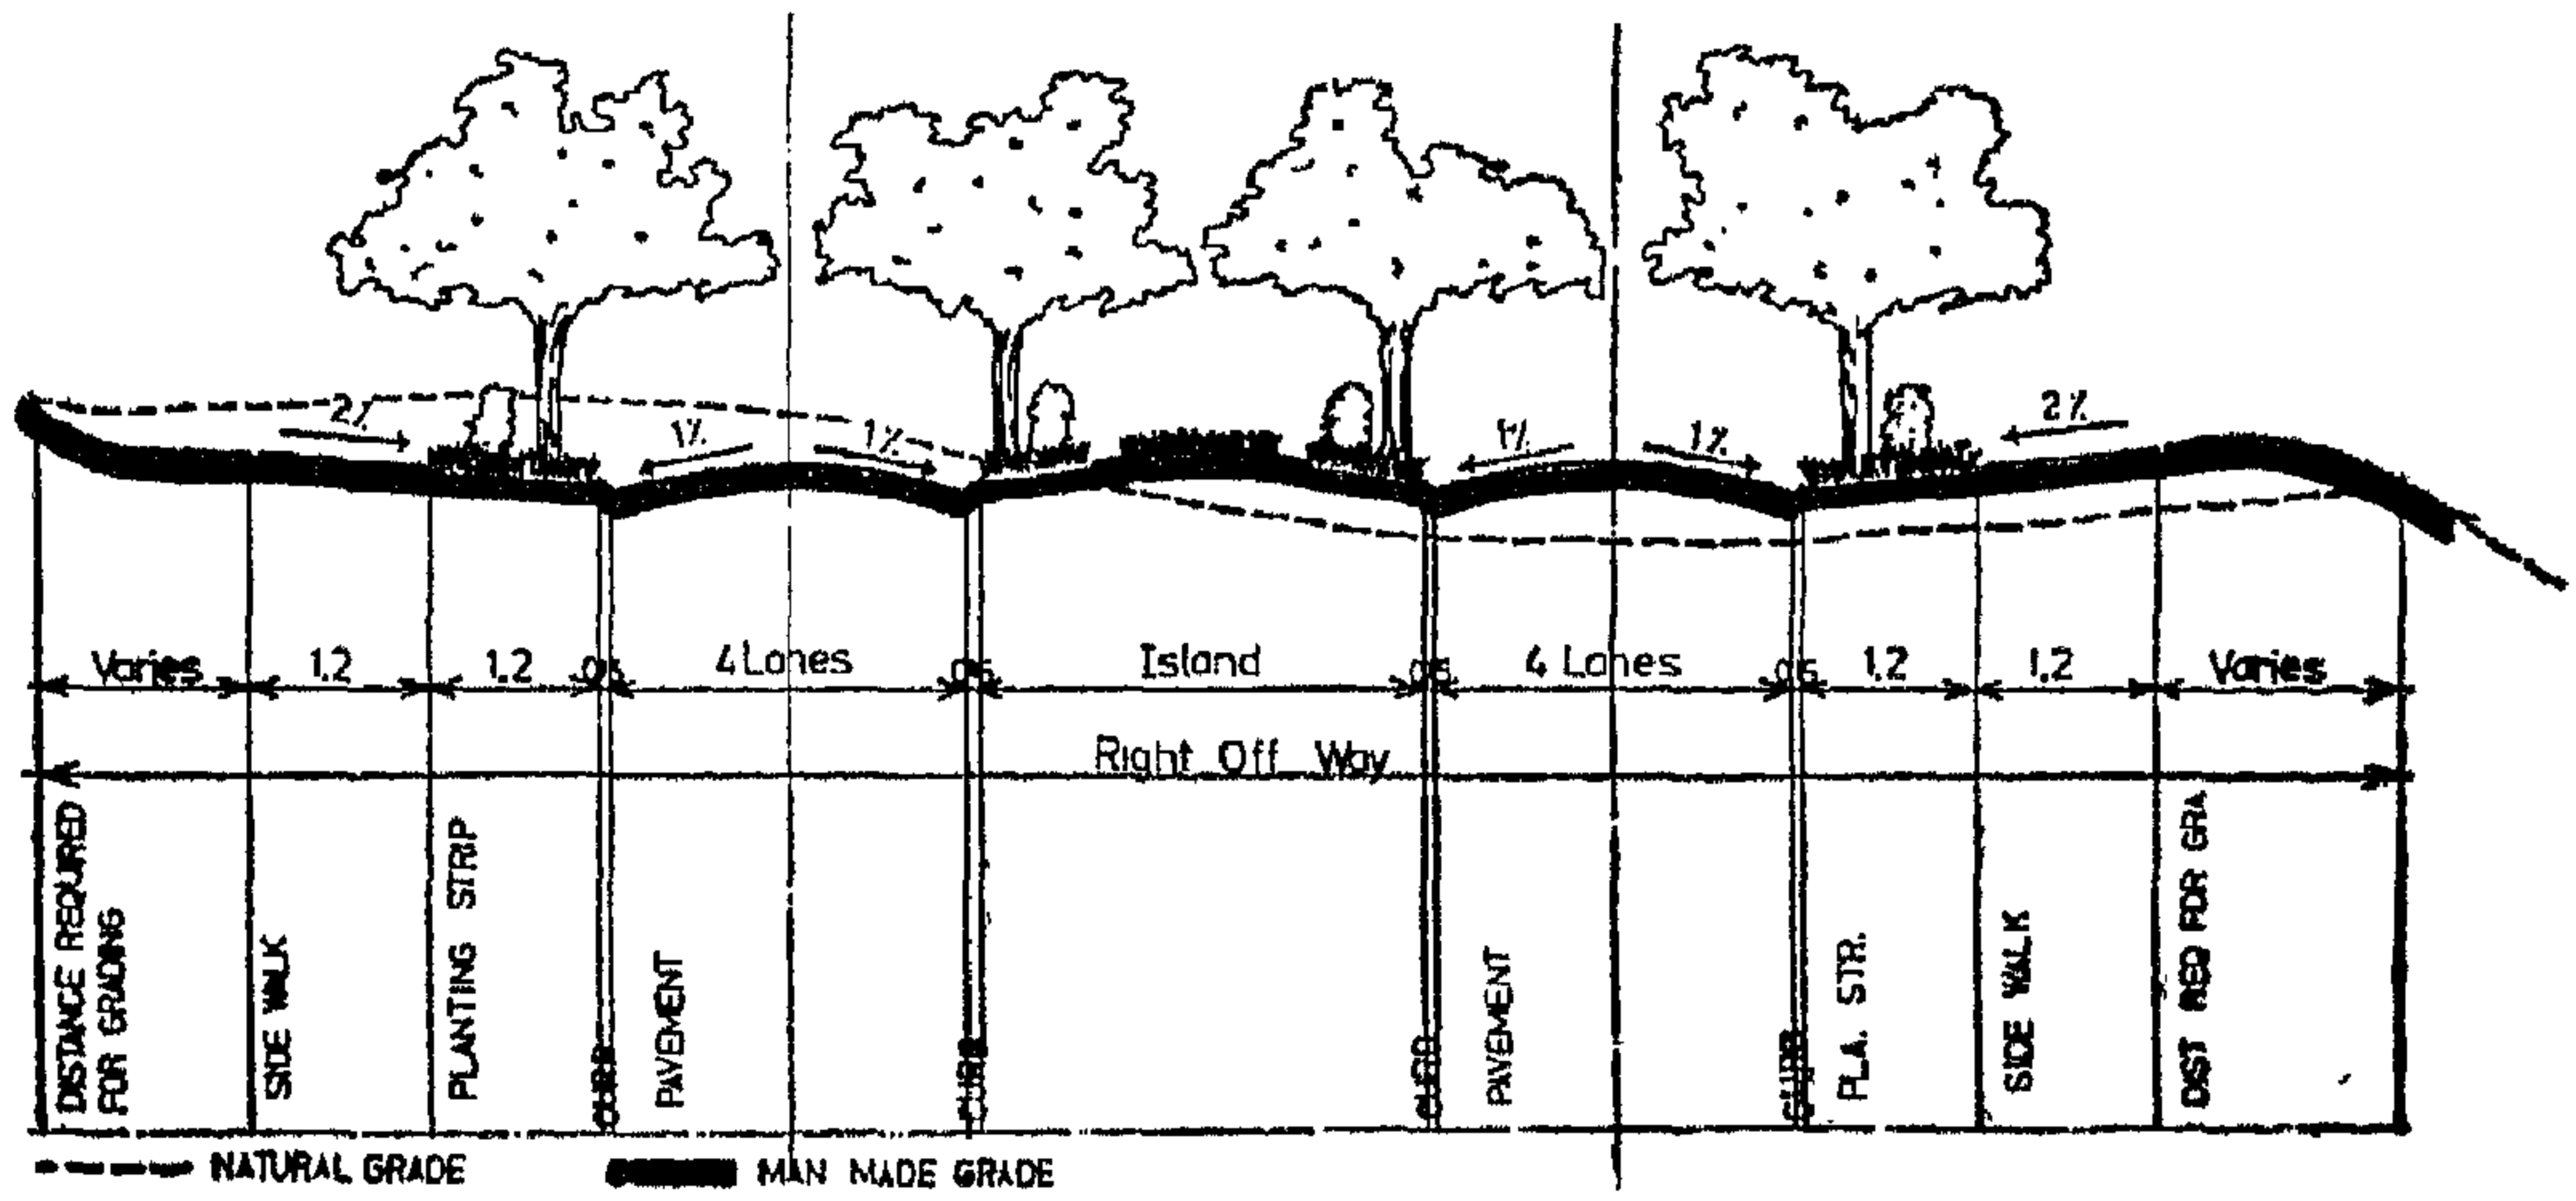 2%
1%
1%
1%
1%
2%
Varies 1.2 1.2 0.5 4 Lanes 0.5 Island 0.5 4 Lanes 0.5 1.2 1.2 Varies
Right Off Way
DISTANCE REQUIRED
FOR GRADING
SIDE WALK
PLANTING STRIP
CURB
PAVEMENT
CURB
CURB
PAVEMENT
CURB
PLA. STR.
SIDE WALK
DIST REQ FOR GRA
NATURAL GRADE
MAN MADE GRADE